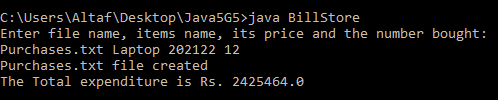 C:\Users\Altaf\Desktop\Java5G5>java BillStore
Enter file name, items name, its price and the number bought:
Purchases.txt Laptop 202122 12
Purchases.txt file created
The Total expenditure is Rs. 2425464.0